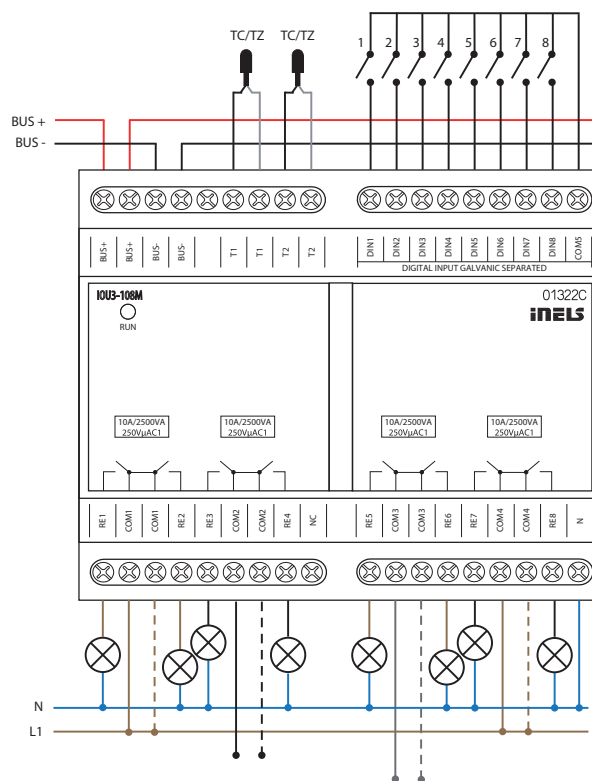 TC/TZ TC/TZ
1 2 3 4 5 6 7 8
BUS +
BUS -
BUS+ BUS+ BUS- BUS- T1 T1 T2 T2 DIN1 DIN2 DIN3 DIN4 DIN5 DIN6 DIN7 DIN8 COM5
DIGITAL INPUT GALVANIC SEPARATED
IOU3-108M
RUN
01322C
iNELS
10A/2500VA 10A/2500VA 10A/2500VA 10A/2500VA
250VµAC1 250VµAC1 250VµAC1 250VµAC1
RE1 COM1 COM1 RE2 RE3 COM2 COM2 RE4 NC RE5 COM3 COM3 RE6 RE7 COM4 COM4 RE8 N
N
L1